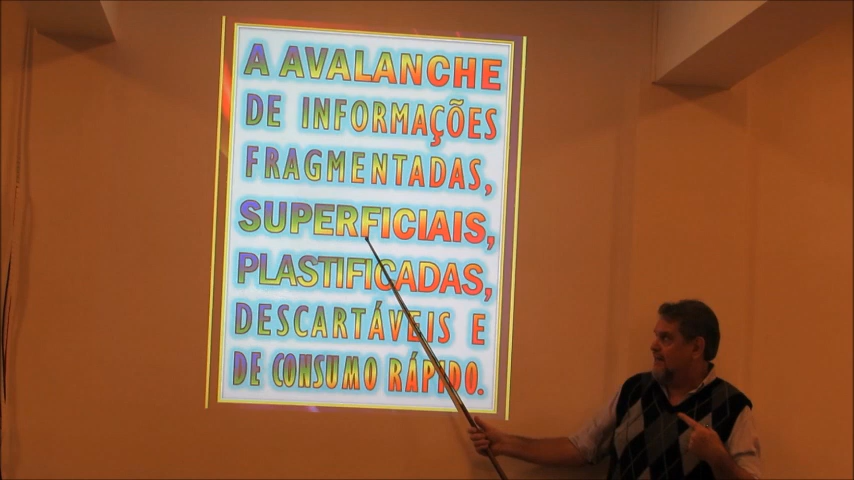 A AVALANCHE
DE INFORMAÇÕES
FRAGMENTADAS,
SUPERFICIAIS,
PLASTIFICADAS,
DESCARTÁVEIS E
DE CONSUMO RÁPIDO.